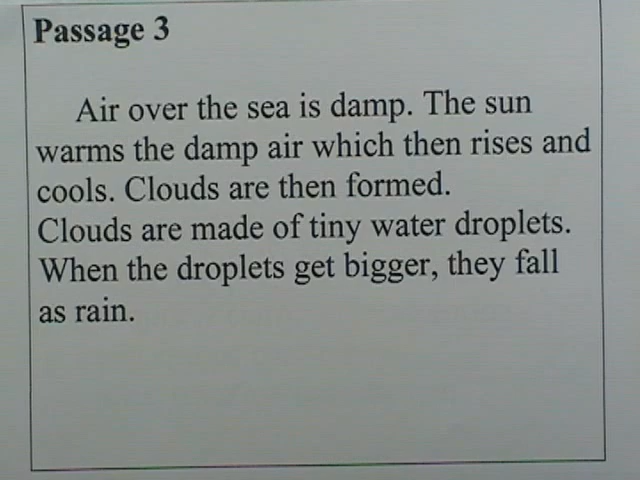 Passage 3
Air over the sea is damp. The sun
warms the damp air which then rises and
cools. Clouds are then formed.
Clouds are made of tiny water droplets.
When the droplets get bigger, they fall
as rain.